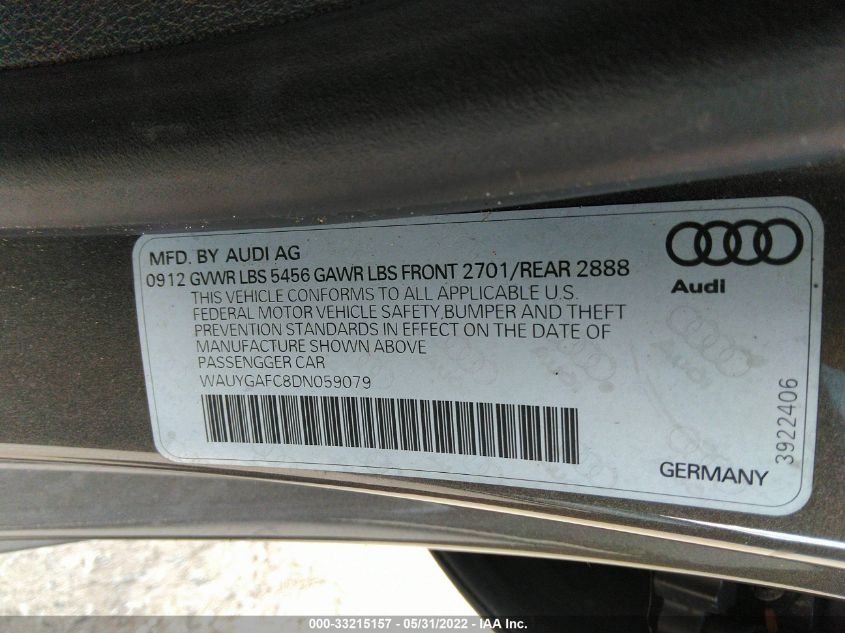 MFD. BY AUDI AG
0912 GVWR LBS 5456 GAWR LBS FRONT 2701/REAR 2888
THIS VEHICLE CONFORMS TO ALL APPLICABLE U.S.
FEDERAL MOTOR VEHICLE SAFETY,BUMPER AND THEFT
PREVENTION STANDARDS IN EFFECT ON THE DATE OF
MANUFACTURE SHOWN ABOVE
PASSENGGER CAR
WAUYGAFC8DN059079
Audi
3922406
GERMANY
000-33215157 - 05/31/2022 - IAA Inc.